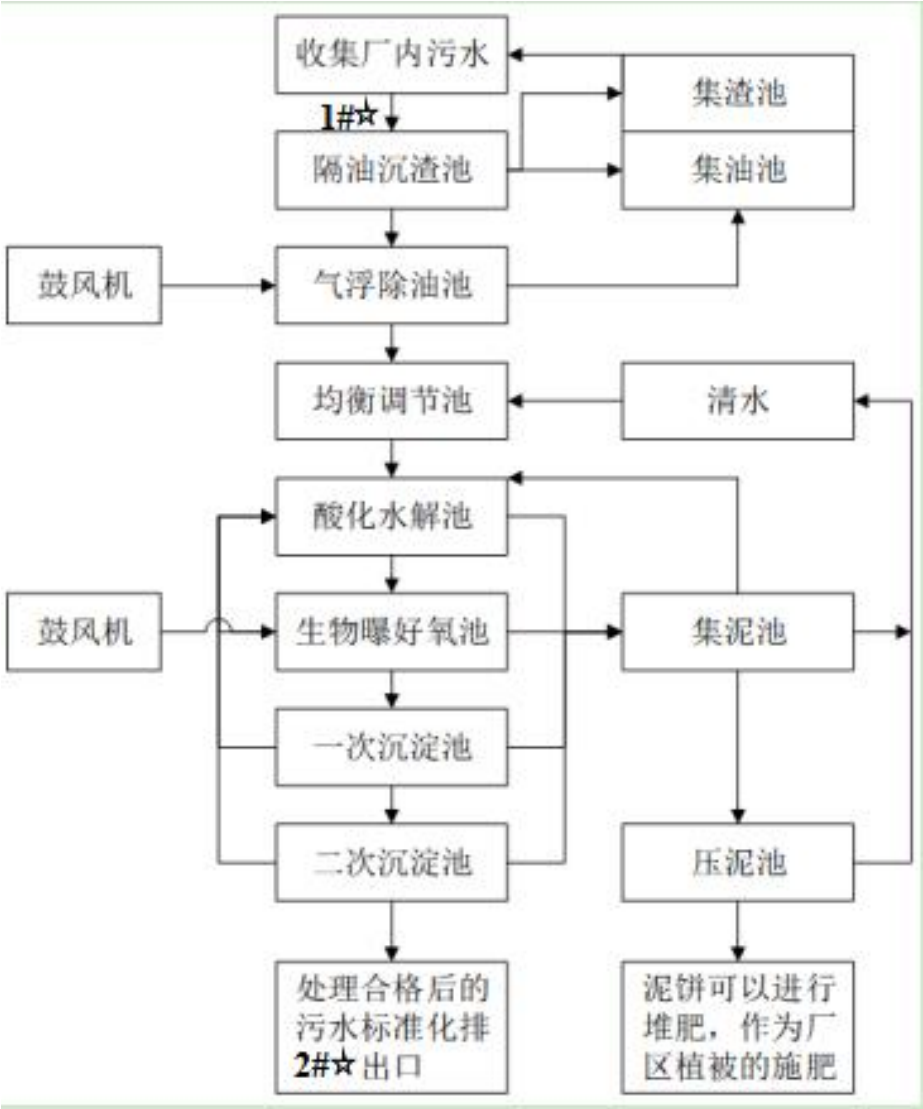 收集厂内污水
集渣池
1#☆
隔油沉渣池
集油池
鼓风机
气浮除油池
均衡调节池
清水
酸化水解池
鼓风机
生物曝好氧池
集泥池
一次沉淀池
二次沉淀池
压泥池
处理合格后的
污水标准化排
2#☆出口
泥饼可以进行
堆肥，作为厂
区植被的施肥